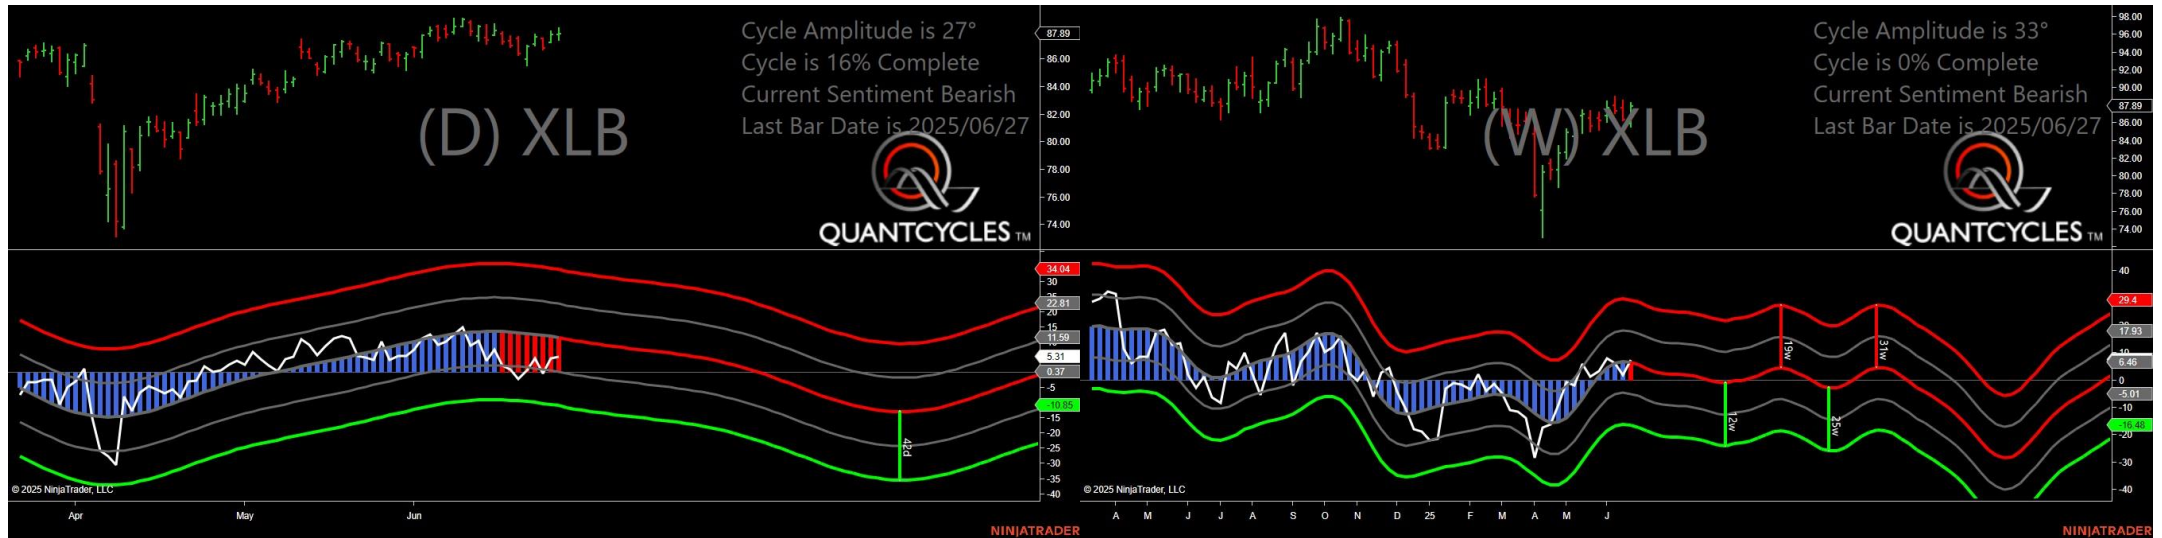 Cycle Amplitude is 27°
Cycle is 16% Complete
Current Sentiment Bearish
Last Bar Date is 2025/06/27
(D) XLB
QUANTCYCLES TM
87.89
86.00
84.00
82.00
80.00
78.00
76.00
74.00
34.04
30
22.81
20
15
11.59
5.31
0.37
-5
-10.85
-15
-20
-25
-30
-35
-40
42d
© 2025 NinjaTrader, LLC
Apr
May
Jun
NINJATRADER
Cycle Amplitude is 33°
Cycle is 0% Complete
Current Sentiment Bearish
Last Bar Date is 2025/06/27
(W) XLB
QUANTCYCLES TM
98.00
96.00
94.00
92.00
90.00
87.89
86.00
84.00
82.00
80.00
78.00
76.00
74.00
40
29.4
17.93
6.46
0
-5.01
-10
-16.48
-20
-30
-40
12w
19w
25w
31w
© 2025 NinjaTrader, LLC
A
M
J
J
A
S
O
N
D
25
F
M
A
M
J
NINJATRADER